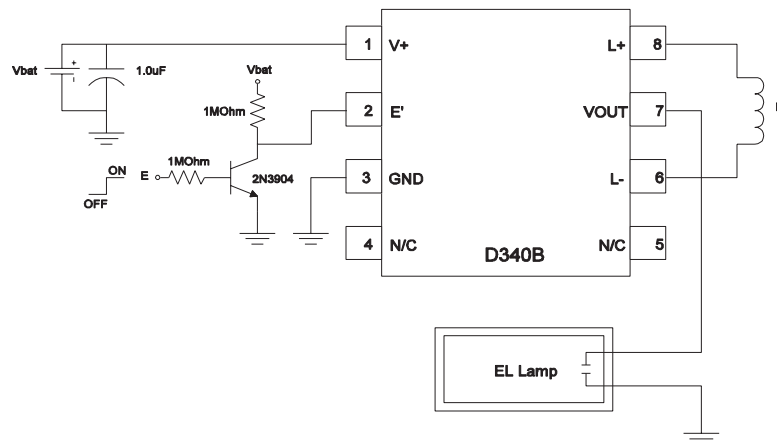 Vbat
+
-
1.0uF
Vbat
1MOhm
1MOhm
ON
OFF
E
2N3904
1 V+
2 E'
3 GND
4 N/C
L+ 8
VOUT 7
L- 6
N/C 5
D340B
EL Lamp